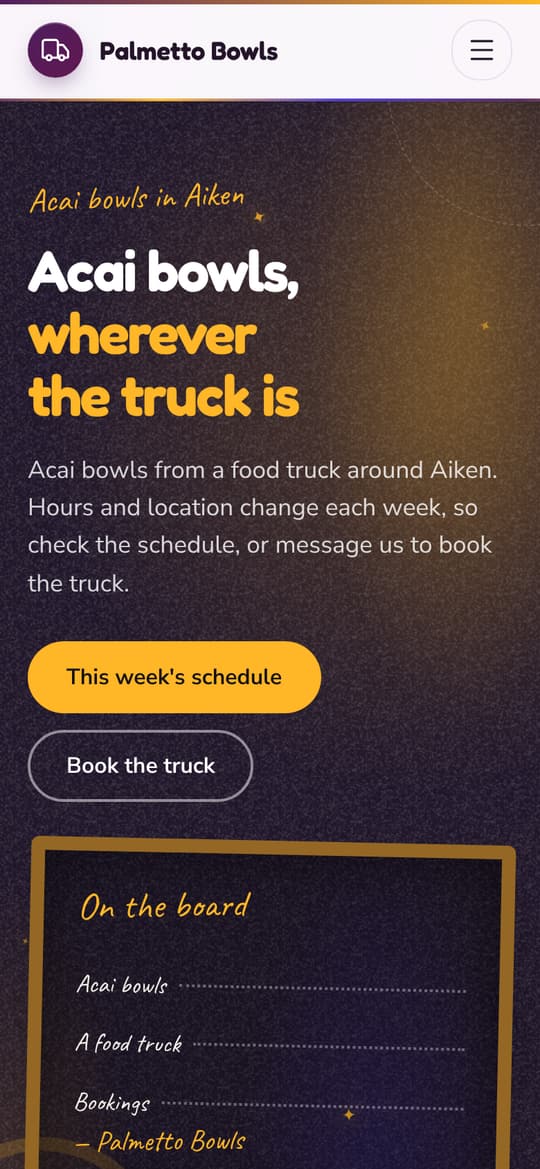 Palmetto Bowls
Acai bowls in Aiken
Acai bowls,
wherever
the truck is
Acai bowls from a food truck around Aiken.
Hours and location change each week, so
check the schedule, or message us to book
the truck.
This week's schedule
Book the truck
On the board
Acai bowls
A food truck
Bookings
– Palmetto Bowls